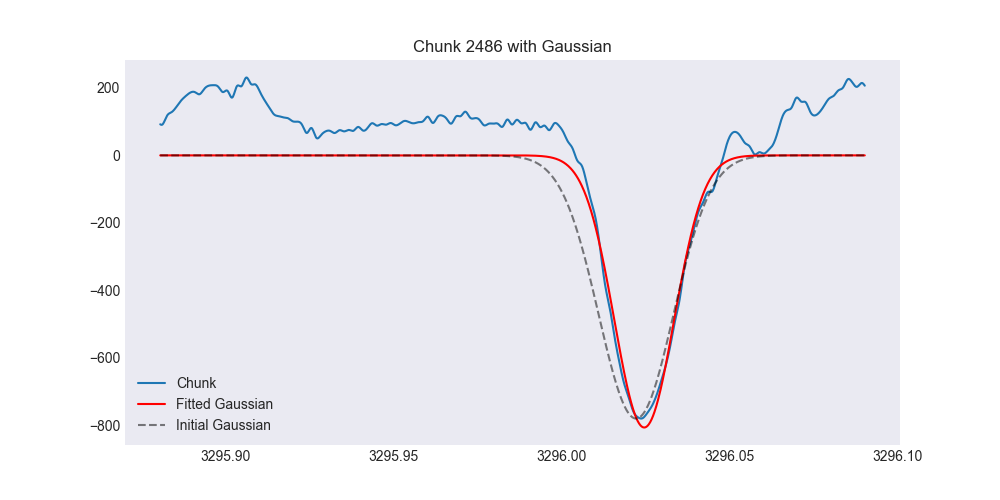 Chunk 2486 with Gaussian
200
0
−200
−400
−600
−800
Chunk
Fitted Gaussian
Initial Gaussian
3295.90 3295.95 3296.00 3296.05 3296.10